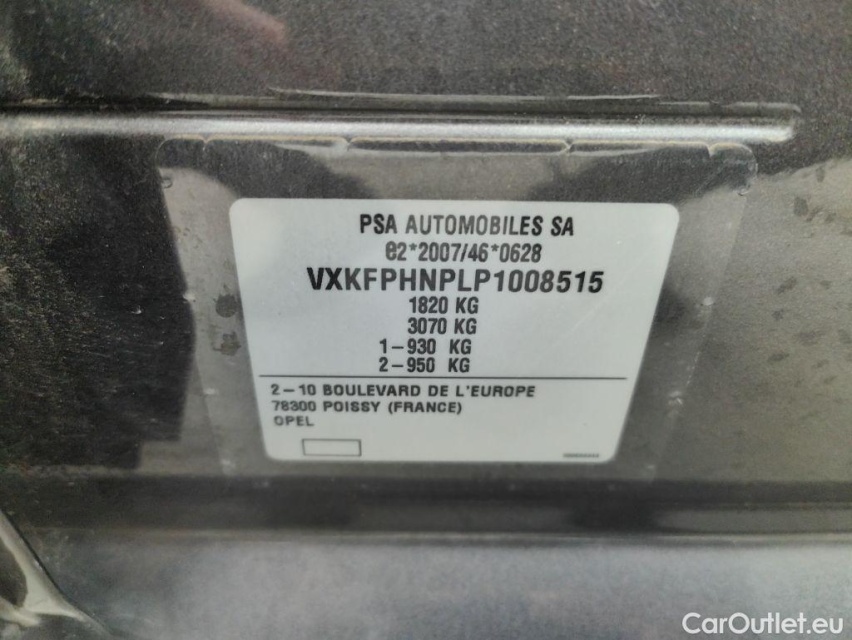 PSA AUTOMOBILES SA
e2*2007/46*0628
VXKFPHNPLP1008515
1820 KG
3070 KG
1-930 KG
2-950 KG
2-10 BOULEVARD DE L'EUROPE
78300 POISSY (FRANCE)
OPEL
CarOutlet.eu